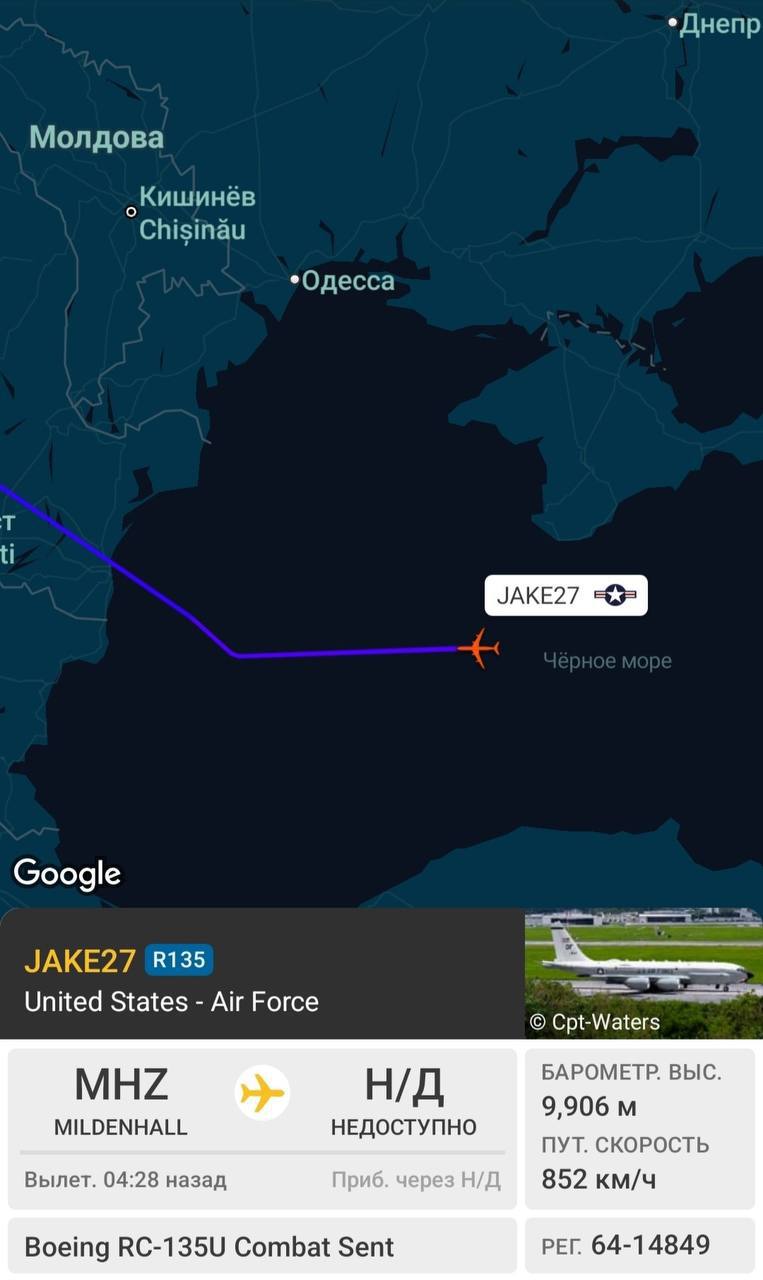 Днепр
Молдова
Кишинёв
Chișinău
Одесса
ст
ti
JAKE27
Чёрное море
Google
JAKE27 R135
United States - Air Force
© Cpt-Waters
MHZ
MILDENHALL
Н/Д
НЕДОСТУПНО
Вылет. 04:28 назад
Приб. через Н/Д
БАРОМЕТР. ВЫС.
9,906 м
ПУТ. СКОРОСТЬ
852 км/ч
Boeing RC-135U Combat Sent
РЕГ. 64-14849